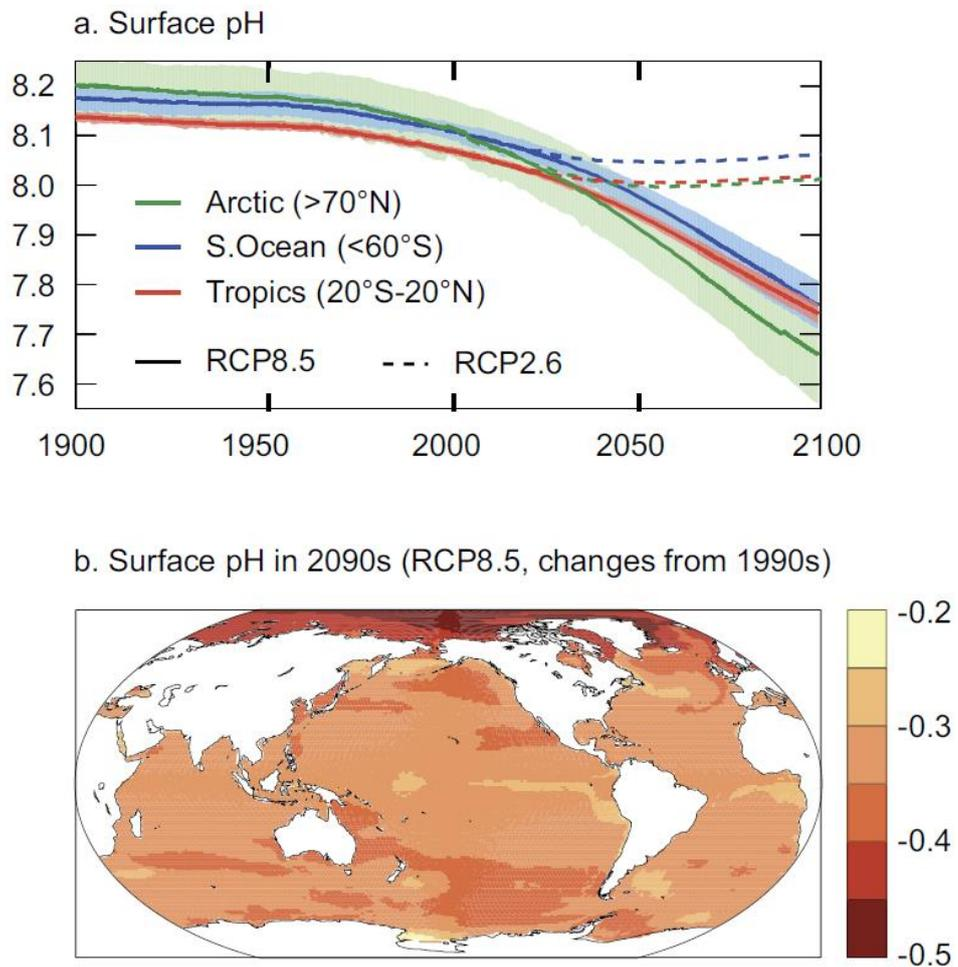 a. Surface pH
8.2
8.1
8.0
7.9
7.8
7.7
7.6
Arctic (>70°N)
S.Ocean (<60°S)
Tropics (20°S-20°N)
RCP8.5 RCP2.6
1900 1950 2000 2050 2100
b. Surface pH in 2090s (RCP8.5, changes from 1990s)
-0.2
-0.3
-0.4
-0.5